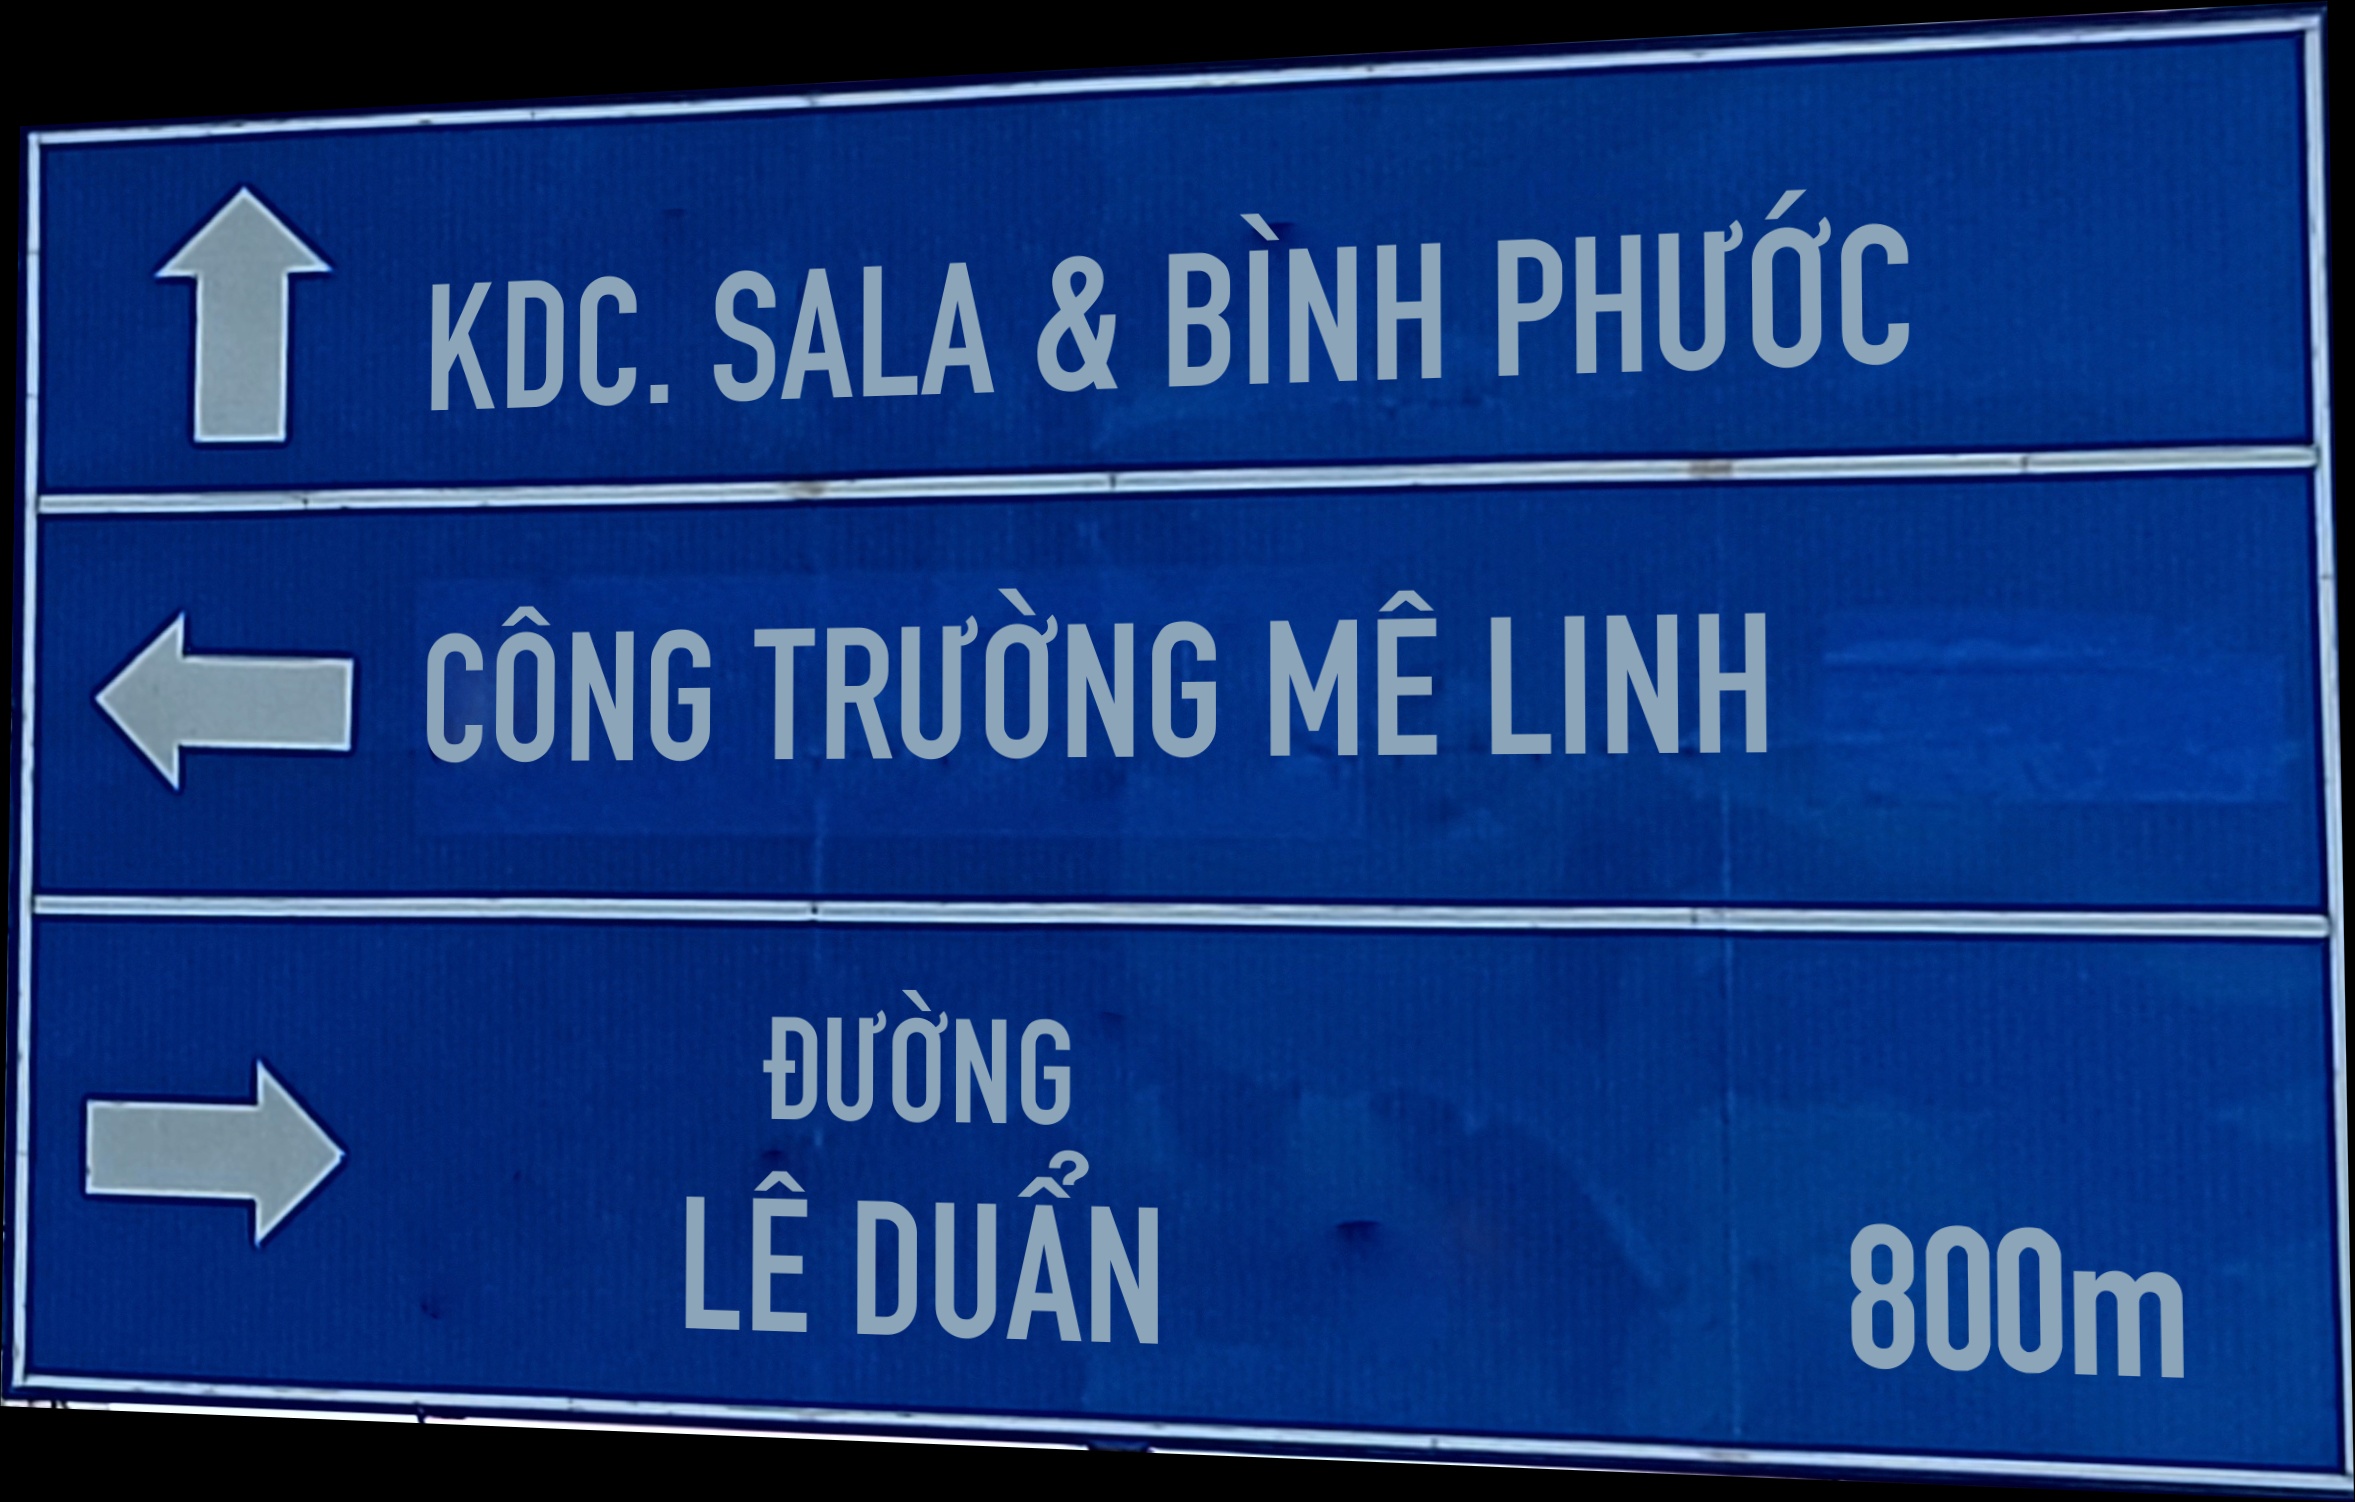 KDC. SALA & BÌNH PHƯỚC
CÔNG TRƯỜNG MÊ LINH
ĐƯỜNG
LÊ DUẨN
800m